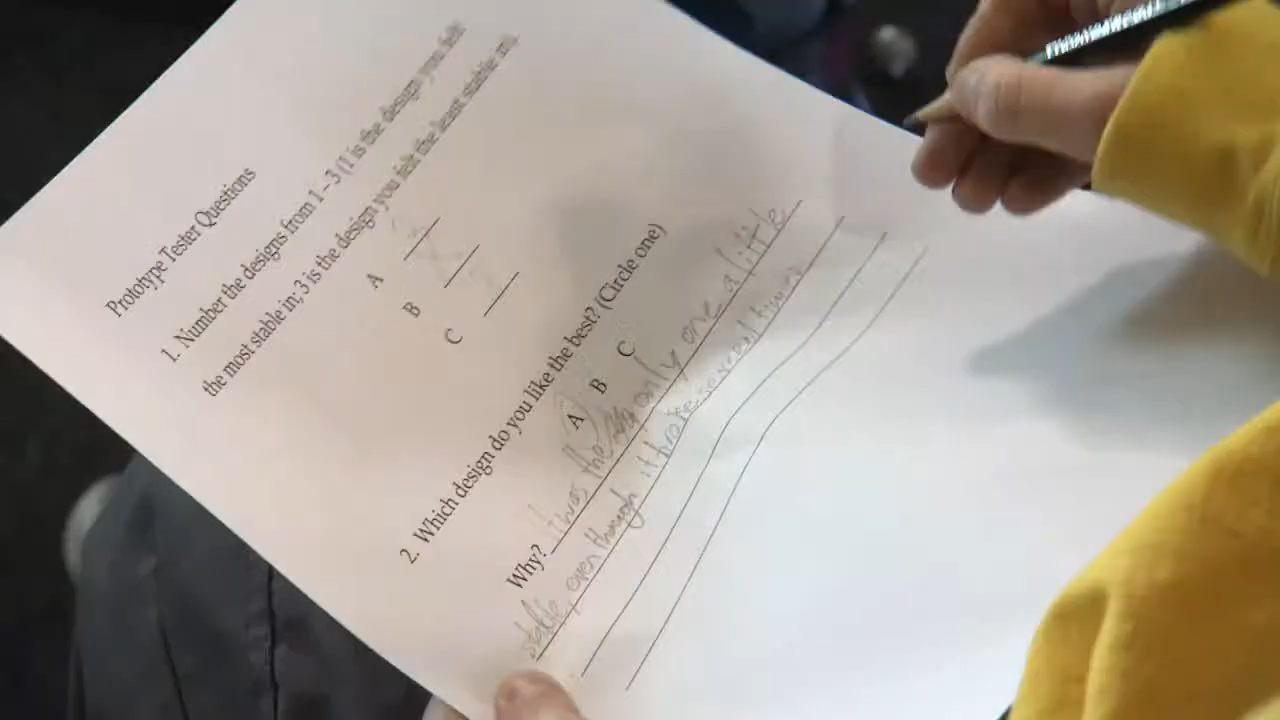 Prototype Tester Questions
1. Number the designs from 1 – 3 (1 is the design you felt
the most stable in; 3 is the design you felt the least stable in).
A
B
C
2. Which design do you like the best? (Circle one)
A B C
Why? it was the only one a little
stable, even though it broke several times